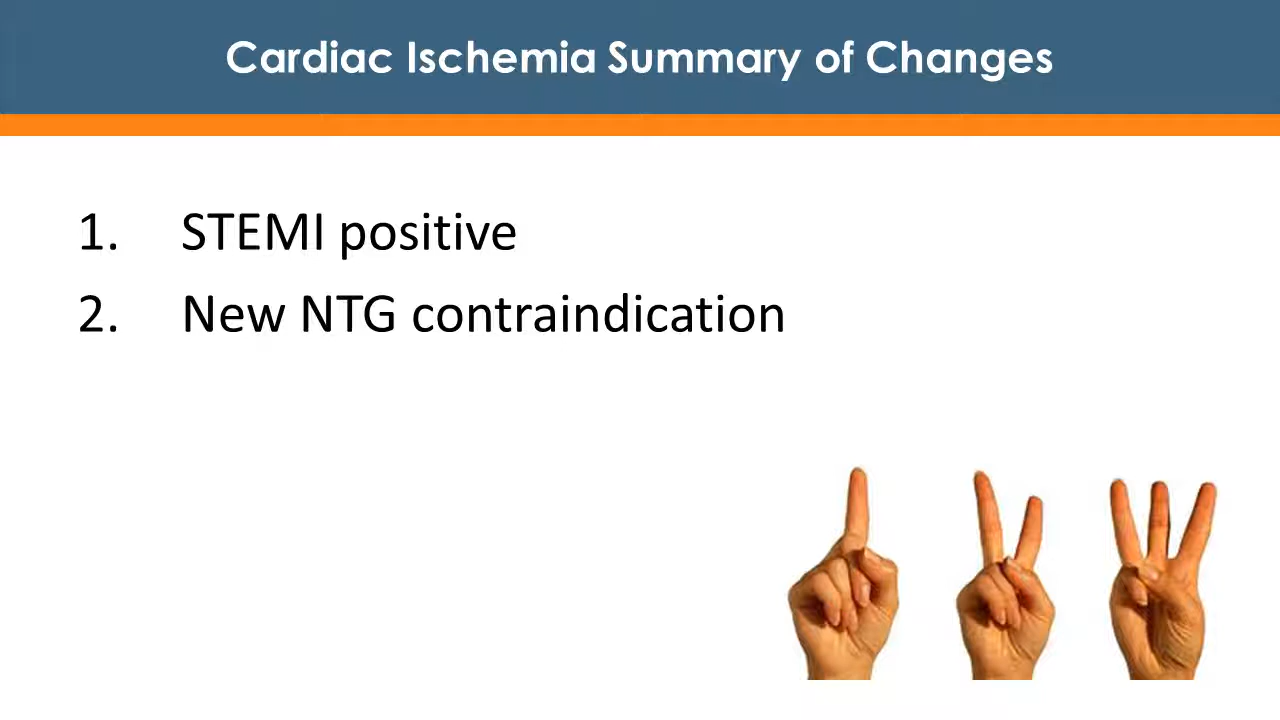 Cardiac Ischemia Summary of Changes
1. STEMI positive
2. New NTG contraindication